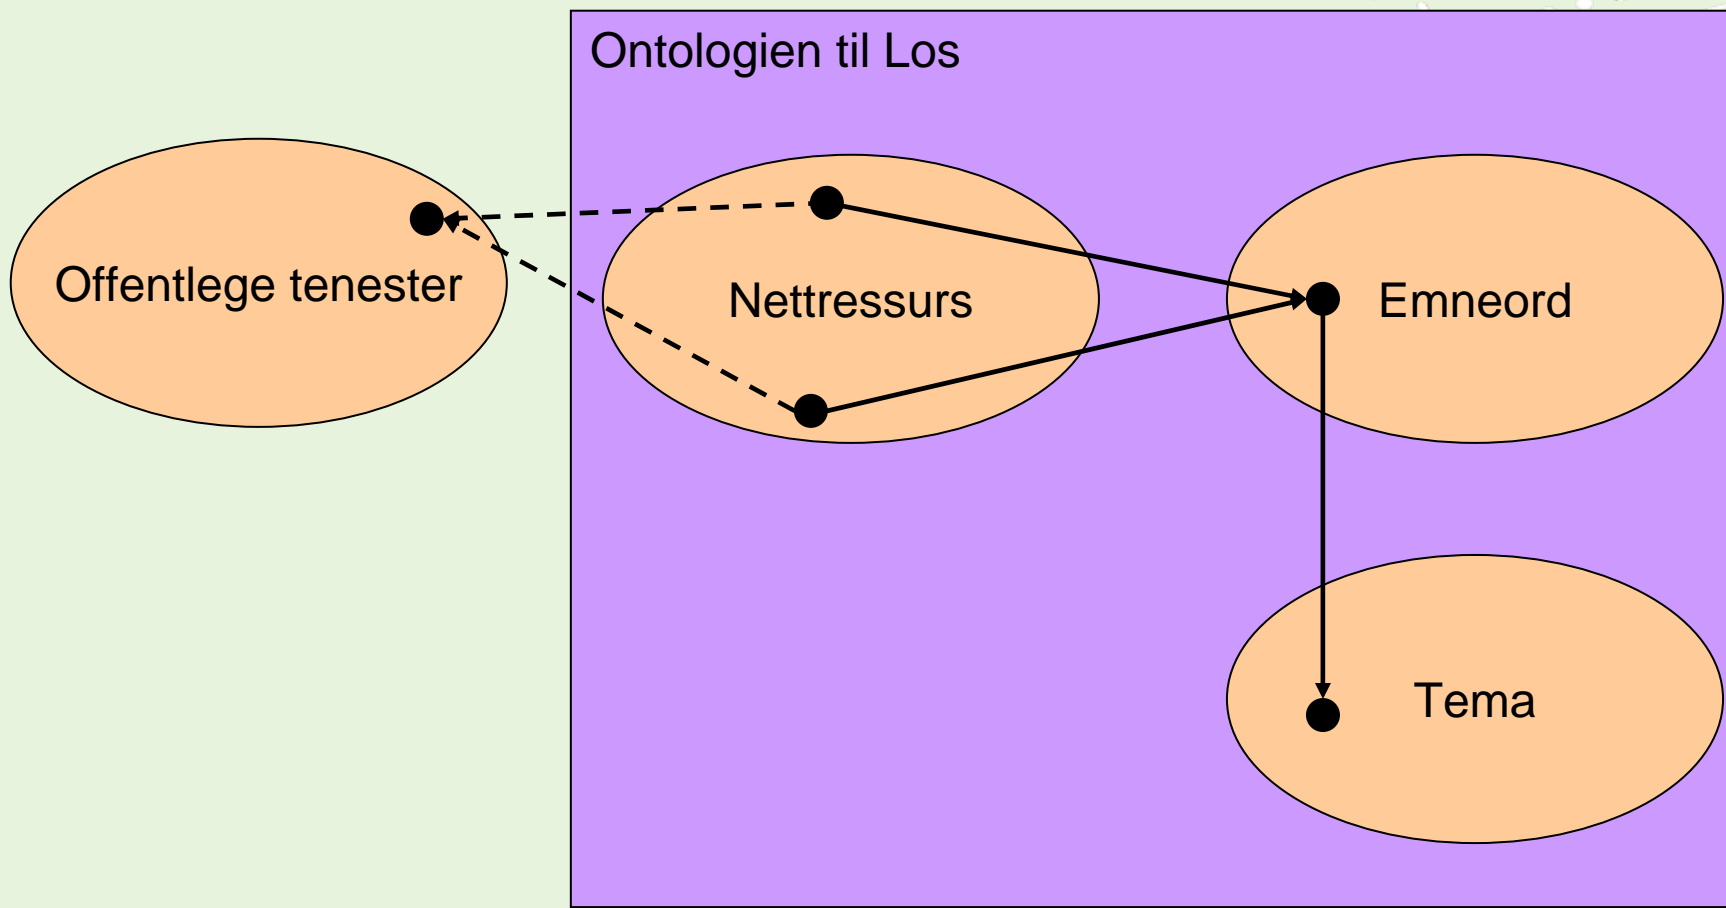 Ontologien til Los
Offentlege tenester
Nettressurs
Emneord
Tema